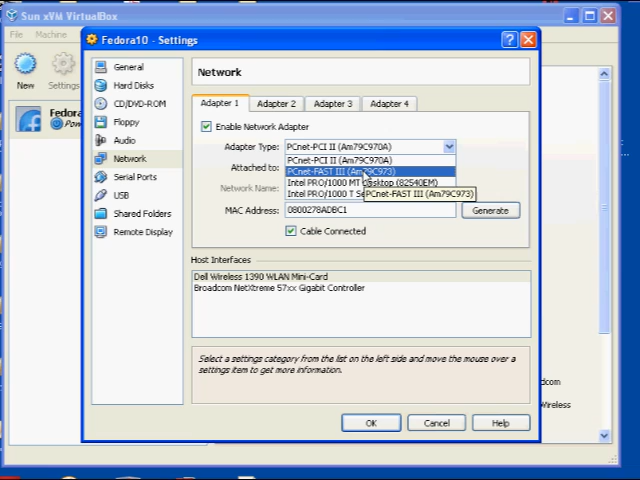 Sun xVM VirtualBox
File Machine
Fedora10 - Settings
New
Settings
General
Hard Disks
CD/DVD-ROM
Floppy
Audio
Network
Serial Ports
USB
Shared Folders
Remote Display
Network
Adapter 1 Adapter 2 Adapter 3 Adapter 4
Enable Network Adapter
Adapter Type: PCnet-PCI II (Am79C970A)
PCnet-PCI II (Am79C970A)
Attached to: PCnet-FAST III (Am79C973)
Intel PRO/1000 MT Desktop (82540EM)
Network Name: Intel PRO/1000 T Se
PCnet-FAST III (Am79C973)
MAC Address: 0800278ADBC1 Generate
Cable Connected
Host Interfaces
Dell Wireless 1390 WLAN Mini-Card
Broadcom NetXtreme 57xx Gigabit Controller
Select a settings category from the list on the left side and move the mouse over a
settings item to get more information.
OK Cancel Help